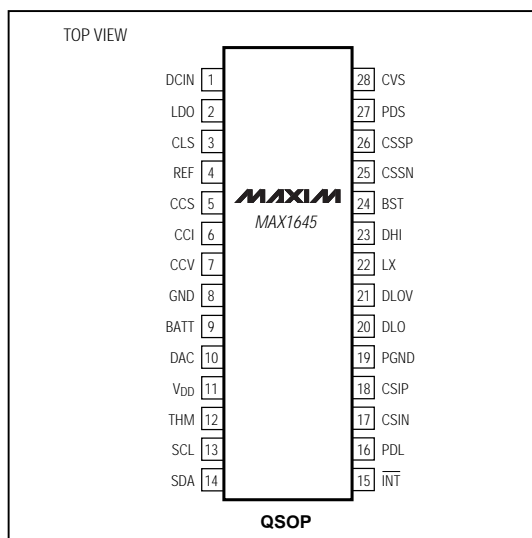 TOP VIEW
DCIN 1
LDO 2
CLS 3
REF 4
CCS 5
CCI 6
CCV 7
GND 8
BATT 9
DAC 10
VDD 11
THM 12
SCL 13
SDA 14
MAXIM
MAX1645
28 CVS
27 PDS
26 CSSP
25 CSSN
24 BST
23 DHI
22 LX
21 DLOV
20 DLO
19 PGND
18 CSIP
17 CSIN
16 PDL
15 INT
QSOP